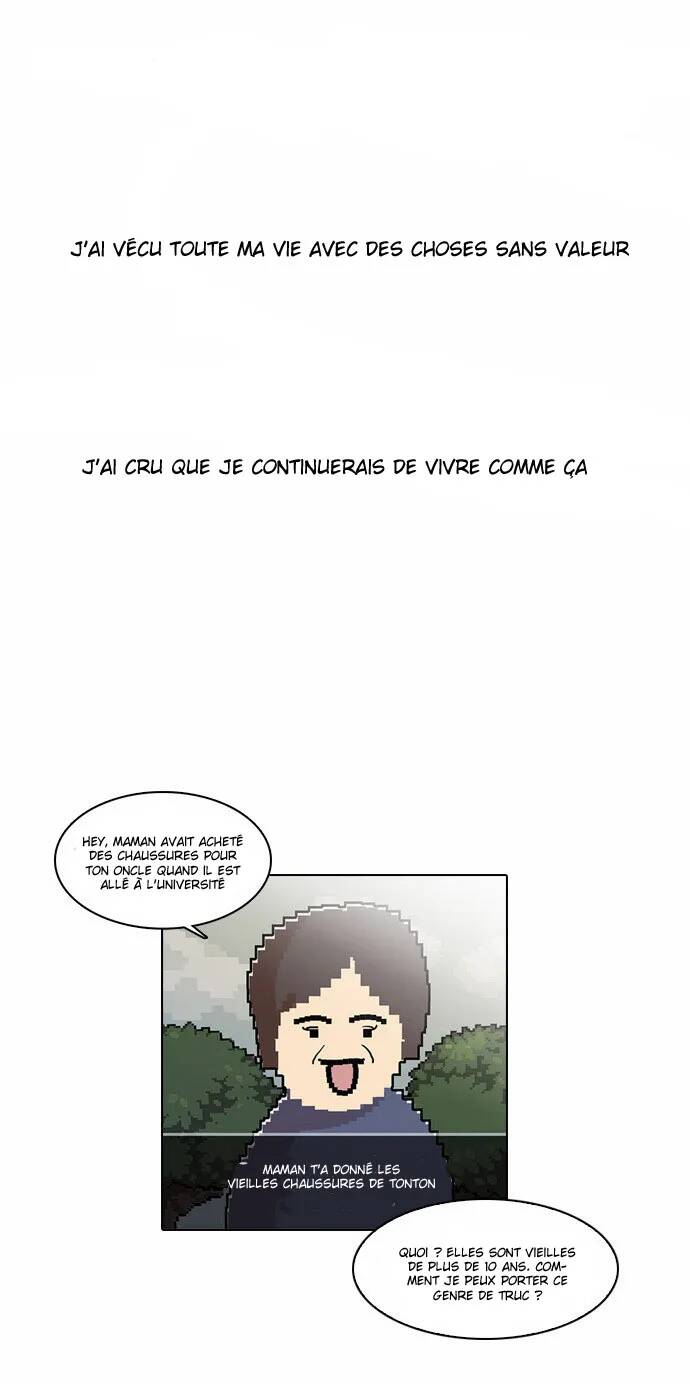 J'AI VÉCU TOUTE MA VIE AVEC DES CHOSES SANS VALEUR
J'AI CRU QUE JE CONTINUERAIS DE VIVRE COMME ÇA
HEY, MAMAN AVAIT ACHETÉ
DES CHAUSSURES POUR
TON ONCLE QUAND IL EST
ALLÉ À L'UNIVERSITÉ
MAMAN T'A DONNÉ LES
VIEILLES CHAUSSURES DE TONTON
QUOI ? ELLES SONT VIEILLES
DE PLUS DE 10 ANS. COM-
MENT JE PEUX PORTER CE
GENRE DE TRUC ?